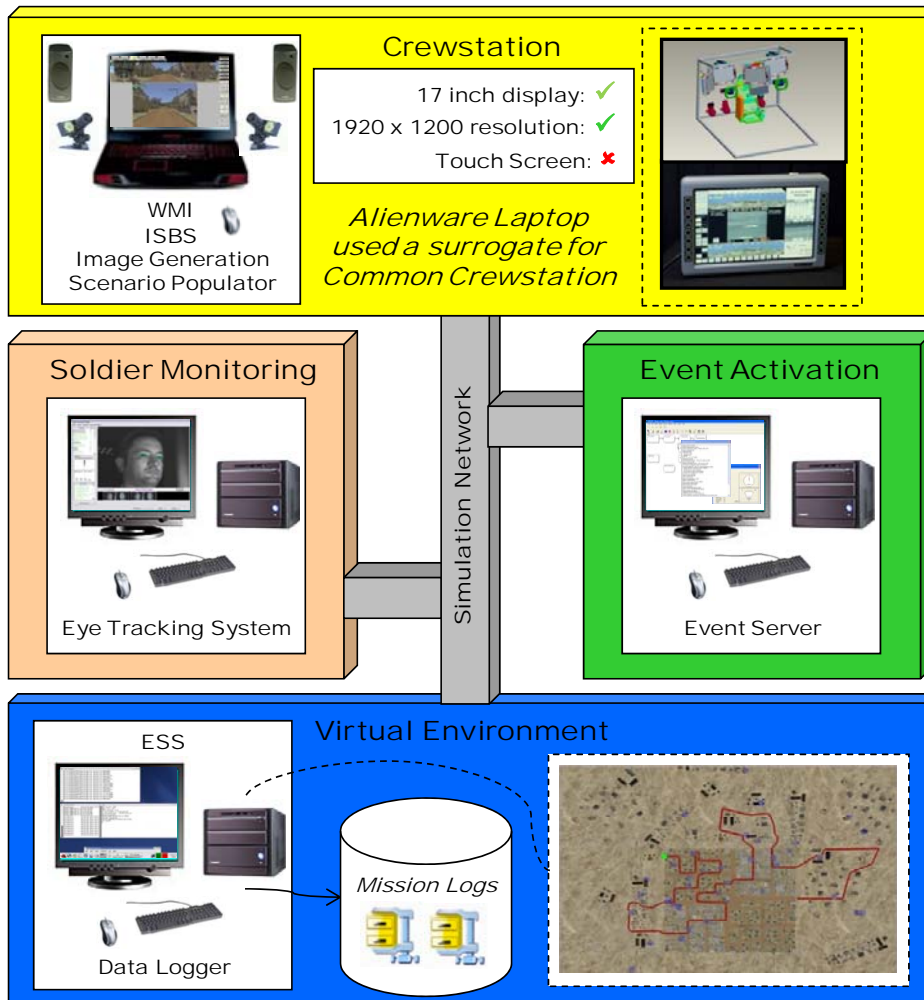 Crewstation
17 inch display: ✓
1920 x 1200 resolution: ✓
Touch Screen: ✘
WMI
ISBS
Image Generation
Scenario Populator
Alienware Laptop
used a surrogate for
Common Crewstation
Soldier Monitoring
Eye Tracking System
Simulation Network
Event Activation
Event Server
Virtual Environment
ESS
Data Logger
Mission Logs